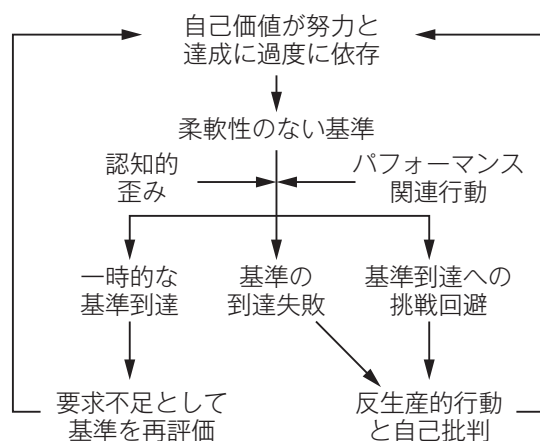 自己価値が努力と
達成に過度に依存
柔軟性のない基準
認知的
歪み
パフォーマンス
関連行動
一時的な
基準到達
基準の
到達失敗
基準到達への
挑戦回避
要求不足として
基準を再評価
反生産的行動
と自己批判